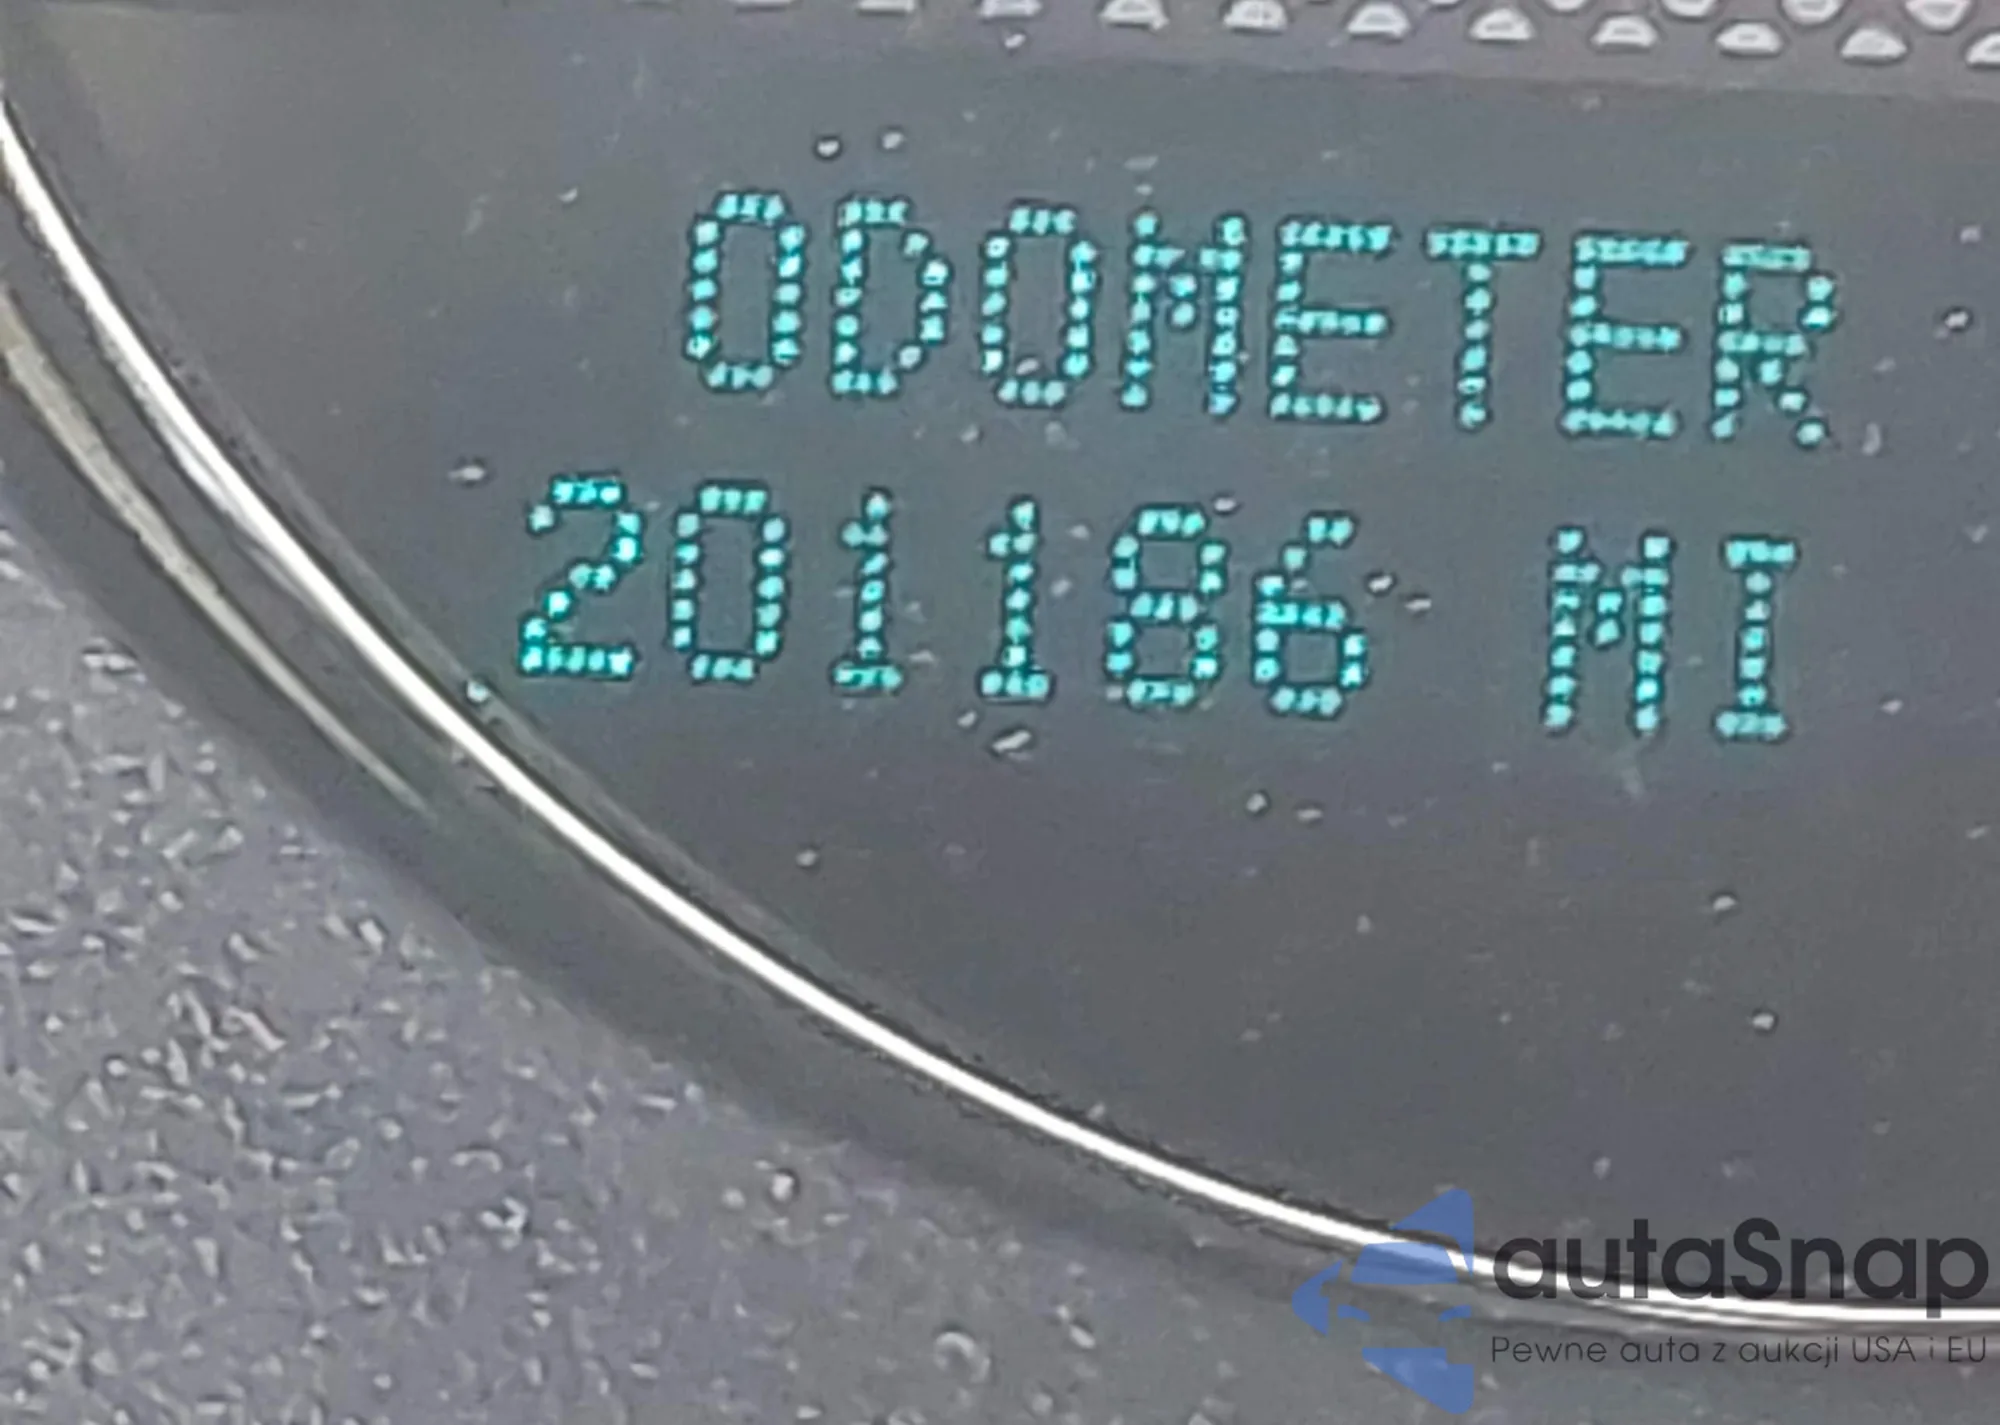 ODOMETER
201186 MI
autaSnap
Pewne auta z aukcji USA i EU